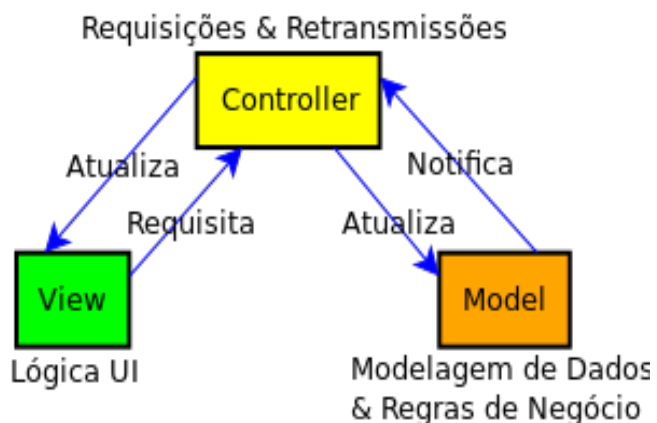 Requisições & Retransmissões
Controller
Atualiza
Notifica
Requisita
Atualiza
View
Model
Lógica UI
Modelagem de Dados
& Regras de Negócio